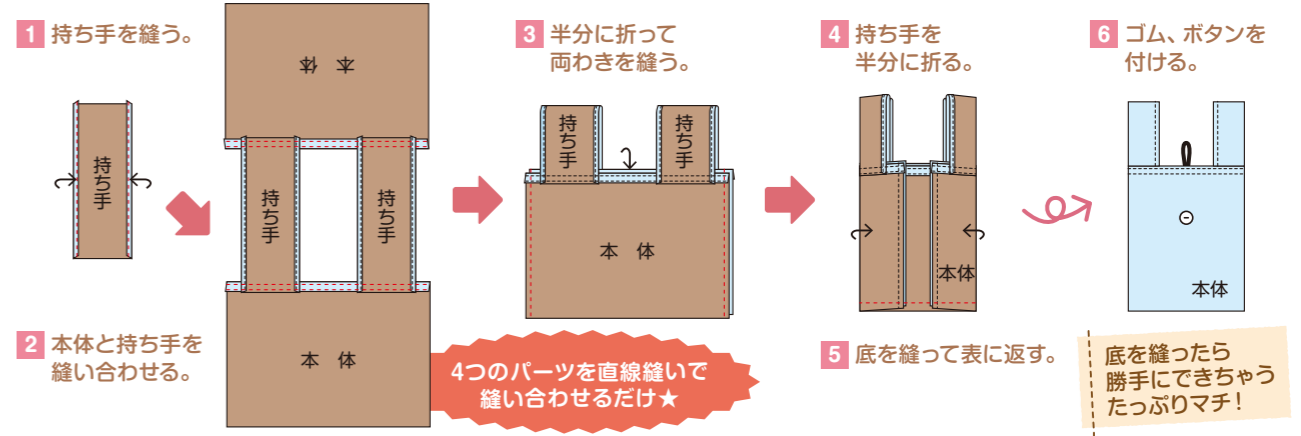 1 持ち手を縫う。
持ち手
2 本体と持ち手を
縫い合わせる。
本 体
持ち手
持ち手
本 体
3 半分に折って
両わきを縫う。
持ち手
持ち手
本 体
4つのパーツを直線縫いで
縫い合わせるだけ★
4 持ち手を
半分に折る。
本体
5 底を縫って表に返す。
6 ゴム、ボタンを
付ける。
本体
底を縫ったら
勝手にできちゃう
たっぷりマチ！